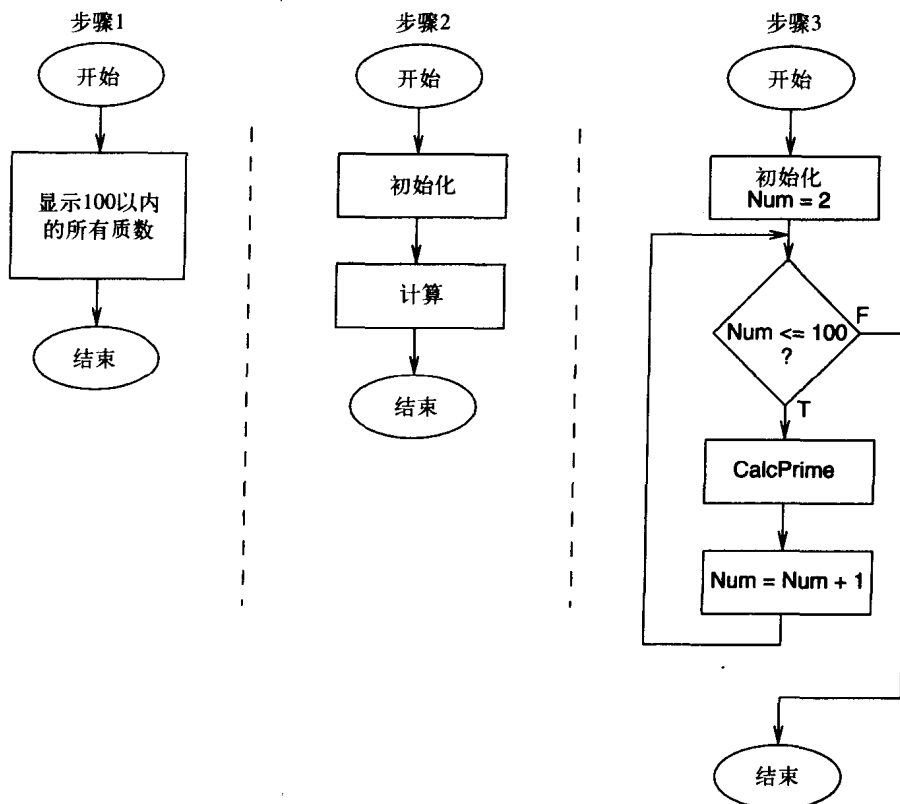 步骤1
开始
显示100以内
的所有质数
结束
步骤2
开始
初始化
计算
结束
步骤3
开始
初始化
Num = 2
Num <= 100
?
F
T
CalcPrime
Num = Num + 1
结束